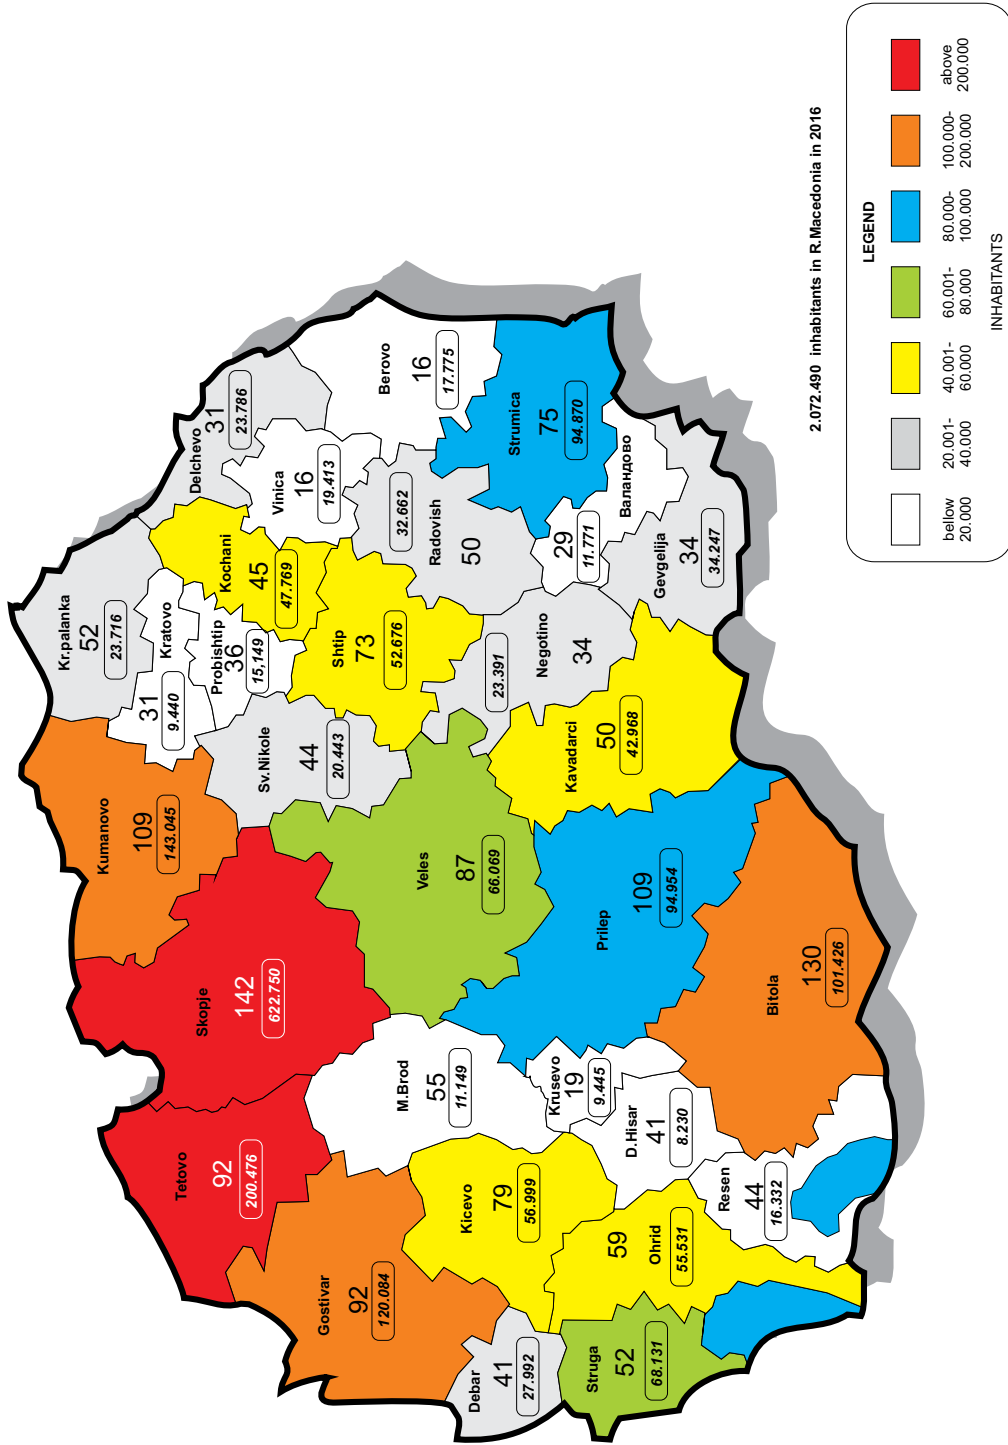 Kr.palanka
52
23.716
Delchevo
31
23.786
Kratovo
31
9.440
Kumanovo
109
143.045
Probishtip
36
15,149
Kochani
45
47.769
Vinica
16
19.413
Berovo
16
17.775
Sv.Nikole
44
20.443
Shtip
73
52.676
Radovish
32.662
50
Strumica
75
94.870
Skopje
142
622.750
Tetovo
92
200.476
Veles
87
66.069
Negotino
23.391
34
Валандово
29
11.771
Gevgelija
34
34.247
Kavadarci
50
42.968
Gostivar
92
120.084
M.Brod
55
11.149
Kicevo
79
56.999
Krusevo
19
9.445
Prilep
109
94.954
Debar
41
27.992
Struga
52
68.131
59
Ohrid
55.531
D.Hisar
41
8.230
Resen
44
16.332
Bitola
130
101.426
2.072.490 inhabitants in R.Macedonia in 2016
LEGEND
bellow
20.000
20.001-
40.000
40.001-
60.000
60.001-
80.000
80.000-
100.000
100.000-
200.000
above
200.000
INHABITANTS